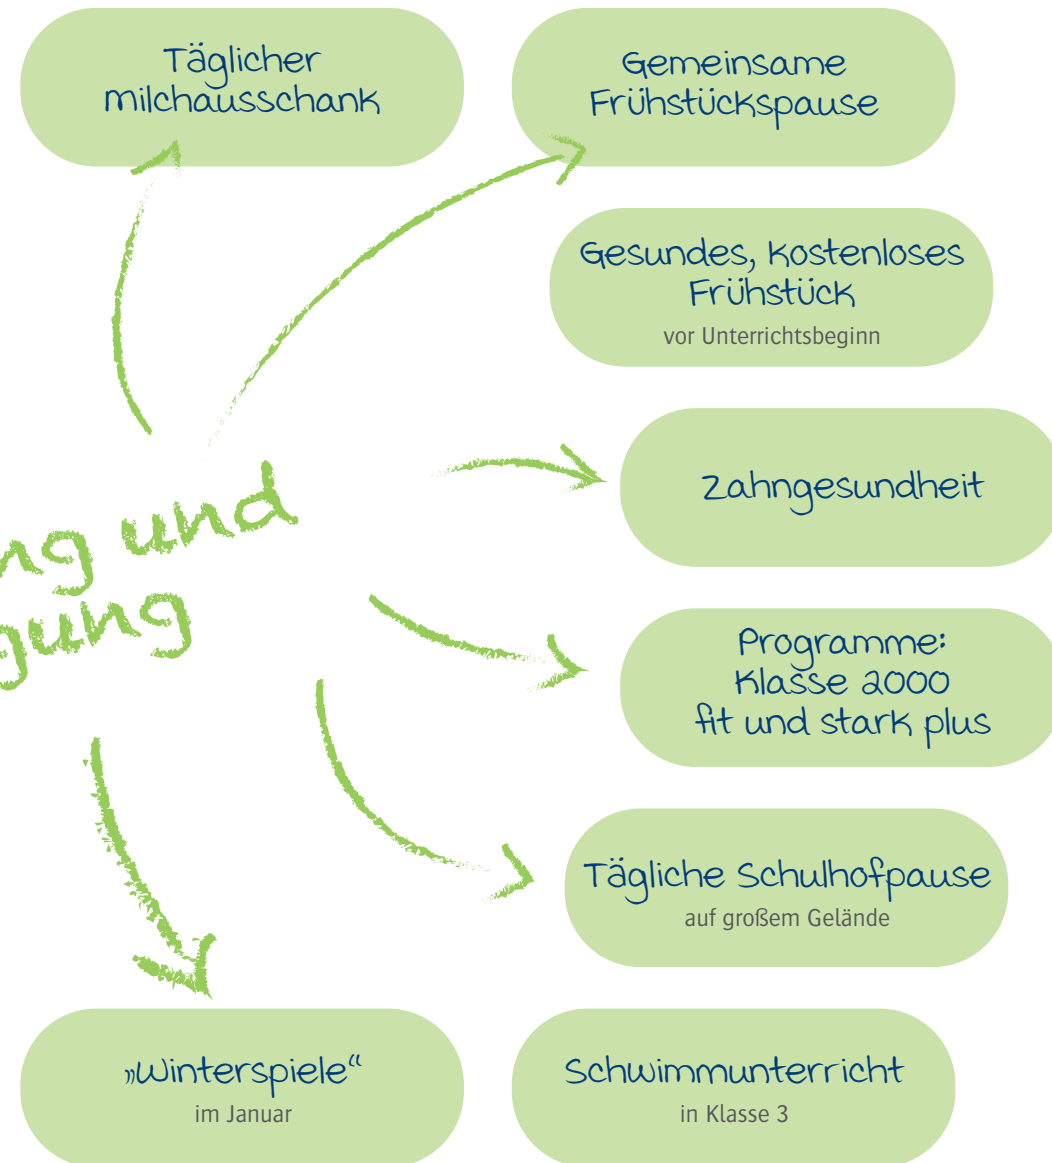 Täglicher
Milchausschank
Gemeinsame
Frühstückspause
Gesundes, kostenloses
Frühstück
vor Unterrichtsbeginn
Zahngesundheit
ng und
gung
Programme:
Klasse 2000
fit und stark plus
Tägliche Schulhofpause
auf großem Gelände
„Winterspiele“
im Januar
Schwimmunterricht
in Klasse 3